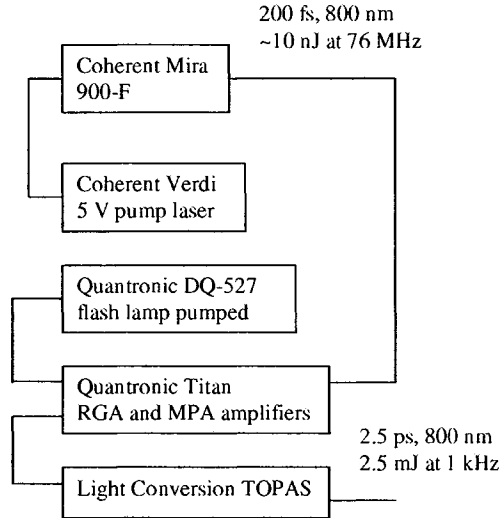 200 fs, 800 nm
~10 nJ at 76 MHz
Coherent Mira
900-F
Coherent Verdi
5 V pump laser
Quantronic DQ-527
flash lamp pumped
Quantronic Titan
RGA and MPA amplifiers
2.5 ps, 800 nm
2.5 mJ at 1 kHz
Light Conversion TOPAS